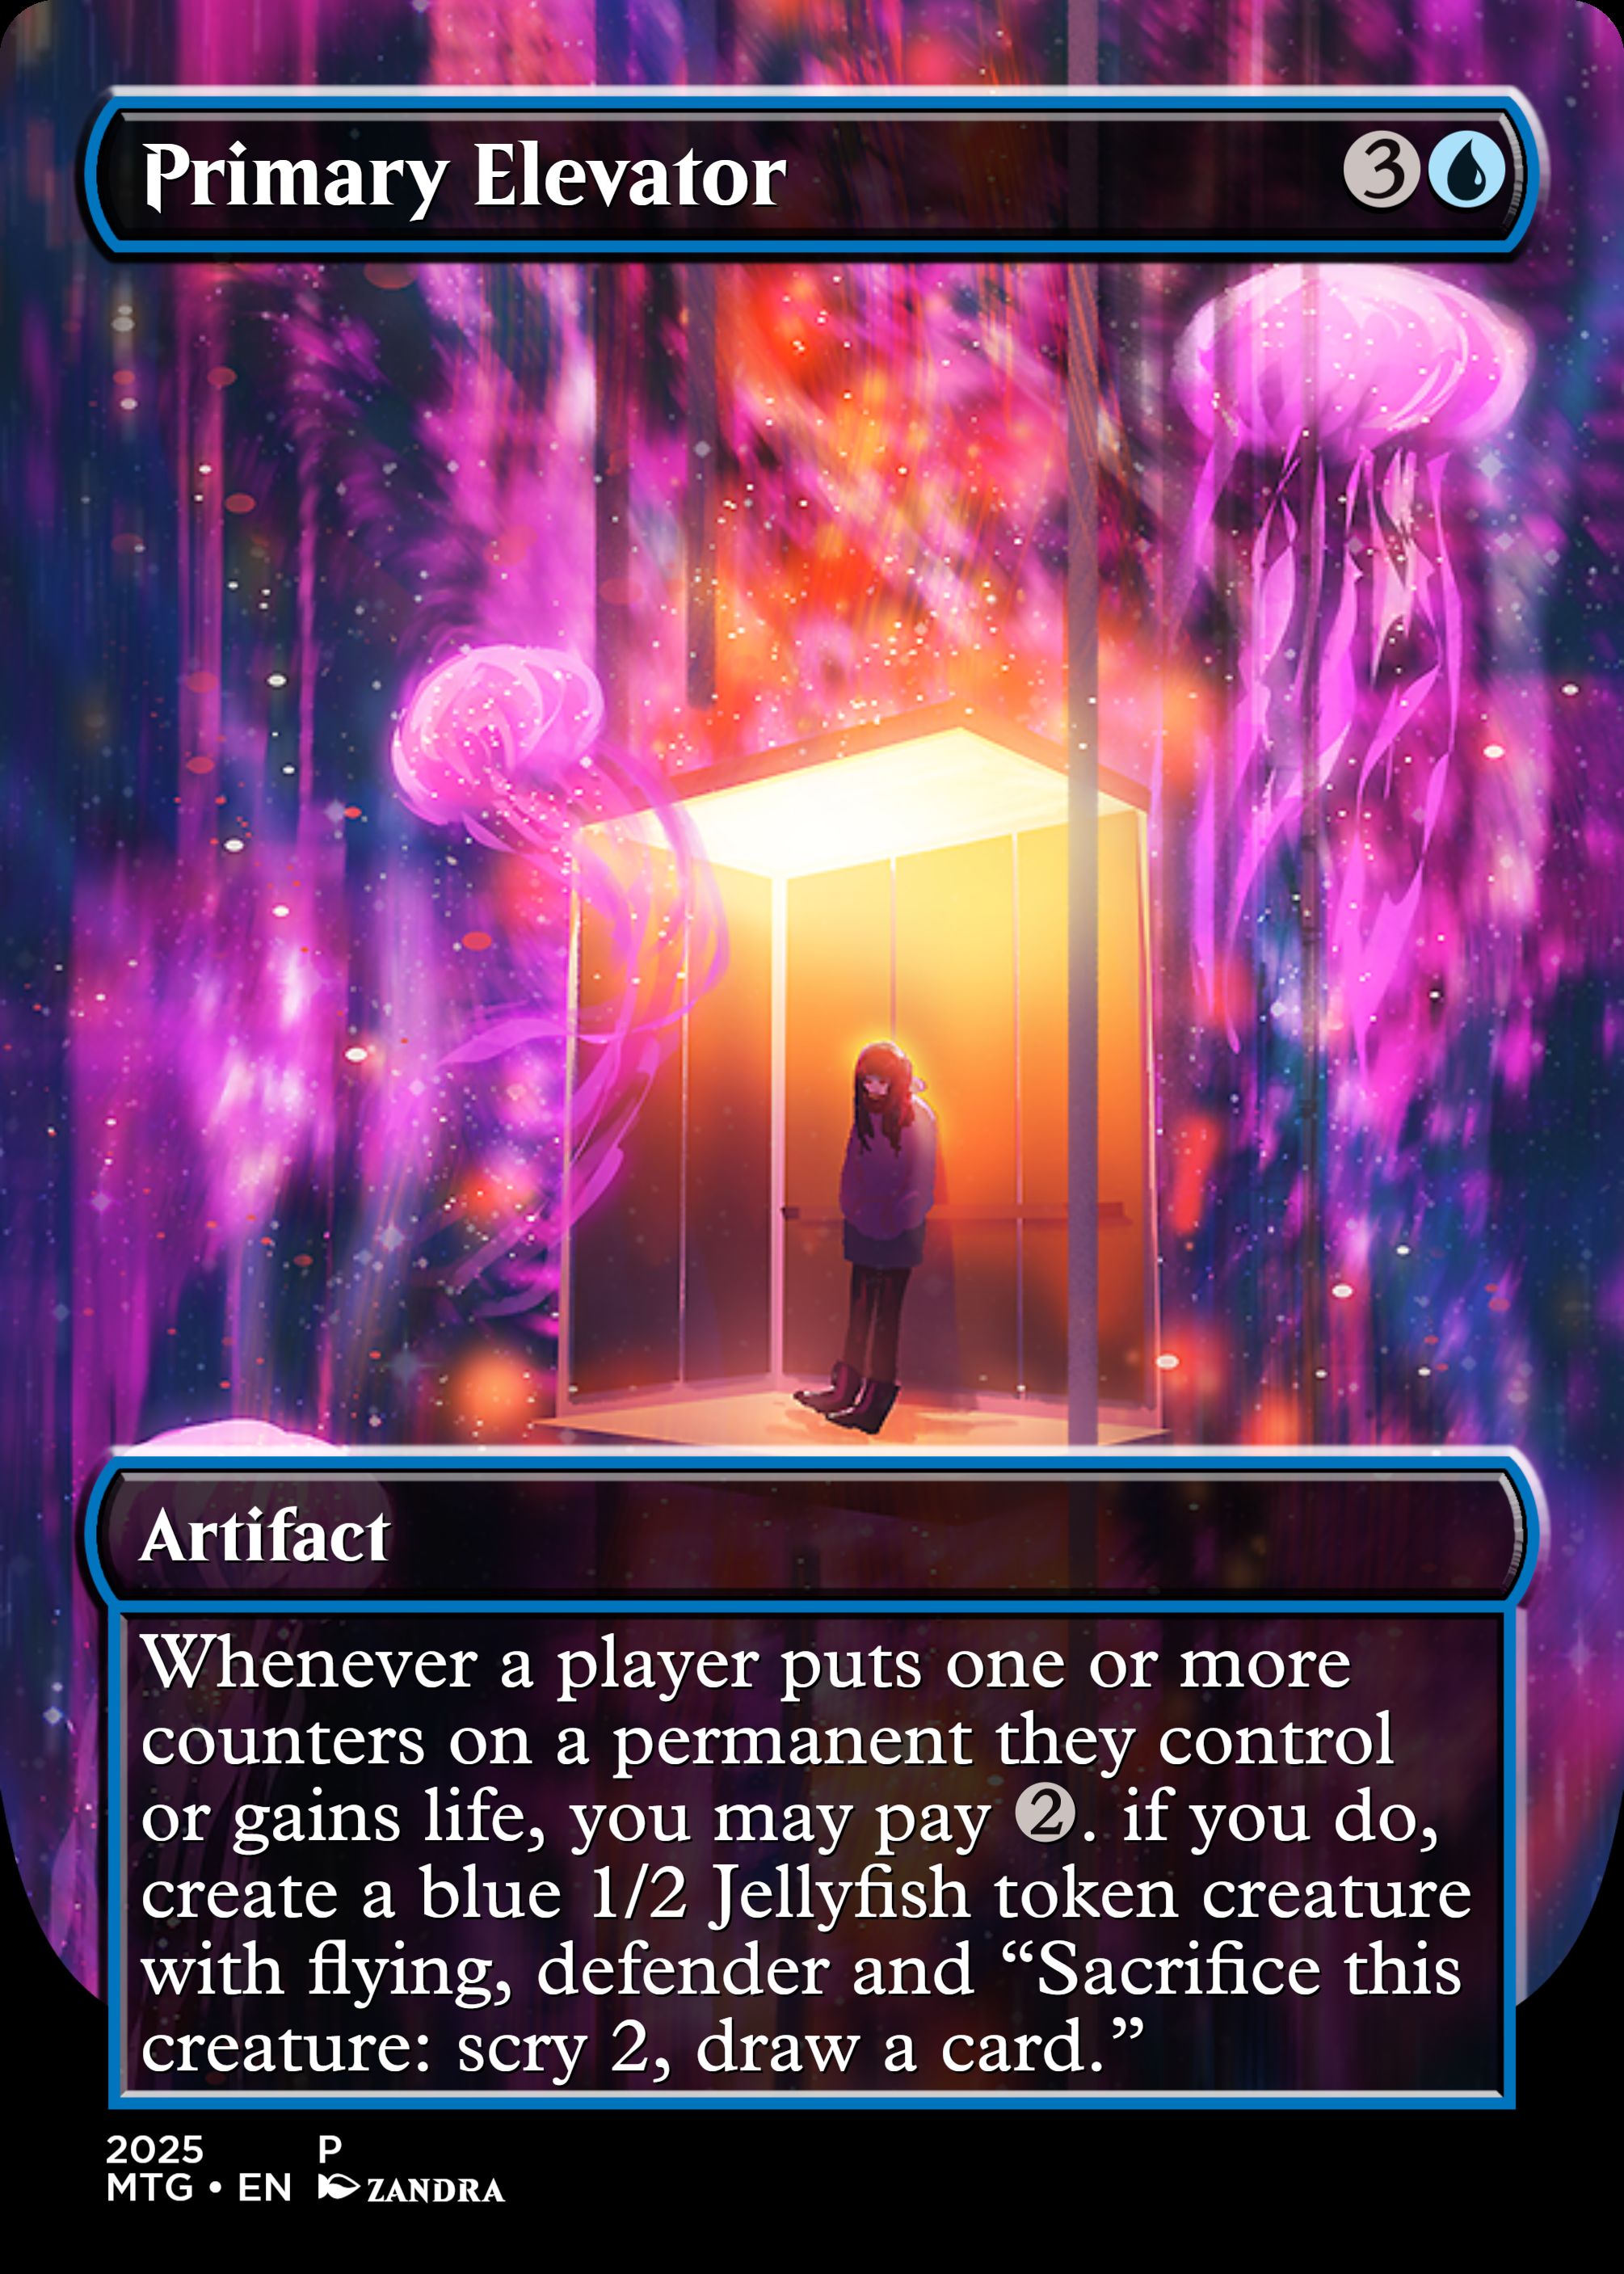 Primary Elevator 3
Artifact
Whenever a player puts one or more
counters on a permanent they control
or gains life, you may pay 2. if you do,
create a blue 1/2 Jellyfish token creature
with flying, defender and “Sacrifice this
creature: scry 2, draw a card.”
2025 P
MTG • EN ZANDRA